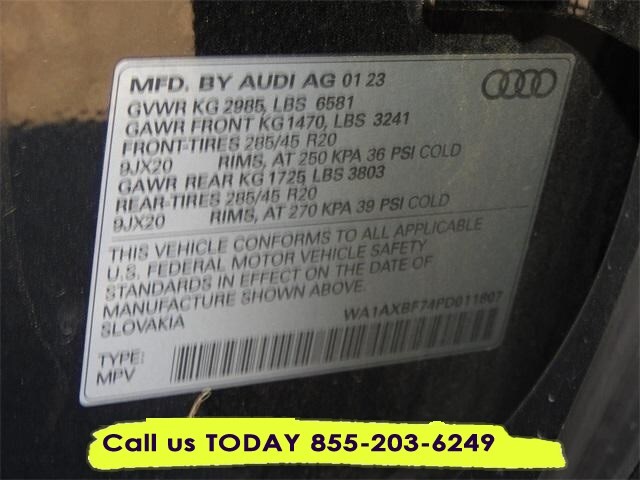 MFD. BY AUDI AG 01 23
GVWR KG 2985, LBS 6581
GAWR FRONT KG 1470, LBS 3241
FRONT-TIRES 285/45 R20
9JX20 RIMS, AT 250 KPA 36 PSI COLD
GAWR REAR KG 1725 LBS 3803
REAR-TIRES 285/45 R20
9JX20 RIMS, AT 270 KPA 39 PSI COLD
THIS VEHICLE CONFORMS TO ALL APPLICABLE
U.S. FEDERAL MOTOR VEHICLE SAFETY
STANDARDS IN EFFECT ON THE DATE OF
MANUFACTURE SHOWN ABOVE.
SLOVAKIA WA1AXBF74PD011807
TYPE:
MPV
Call us TODAY 855-203-6249